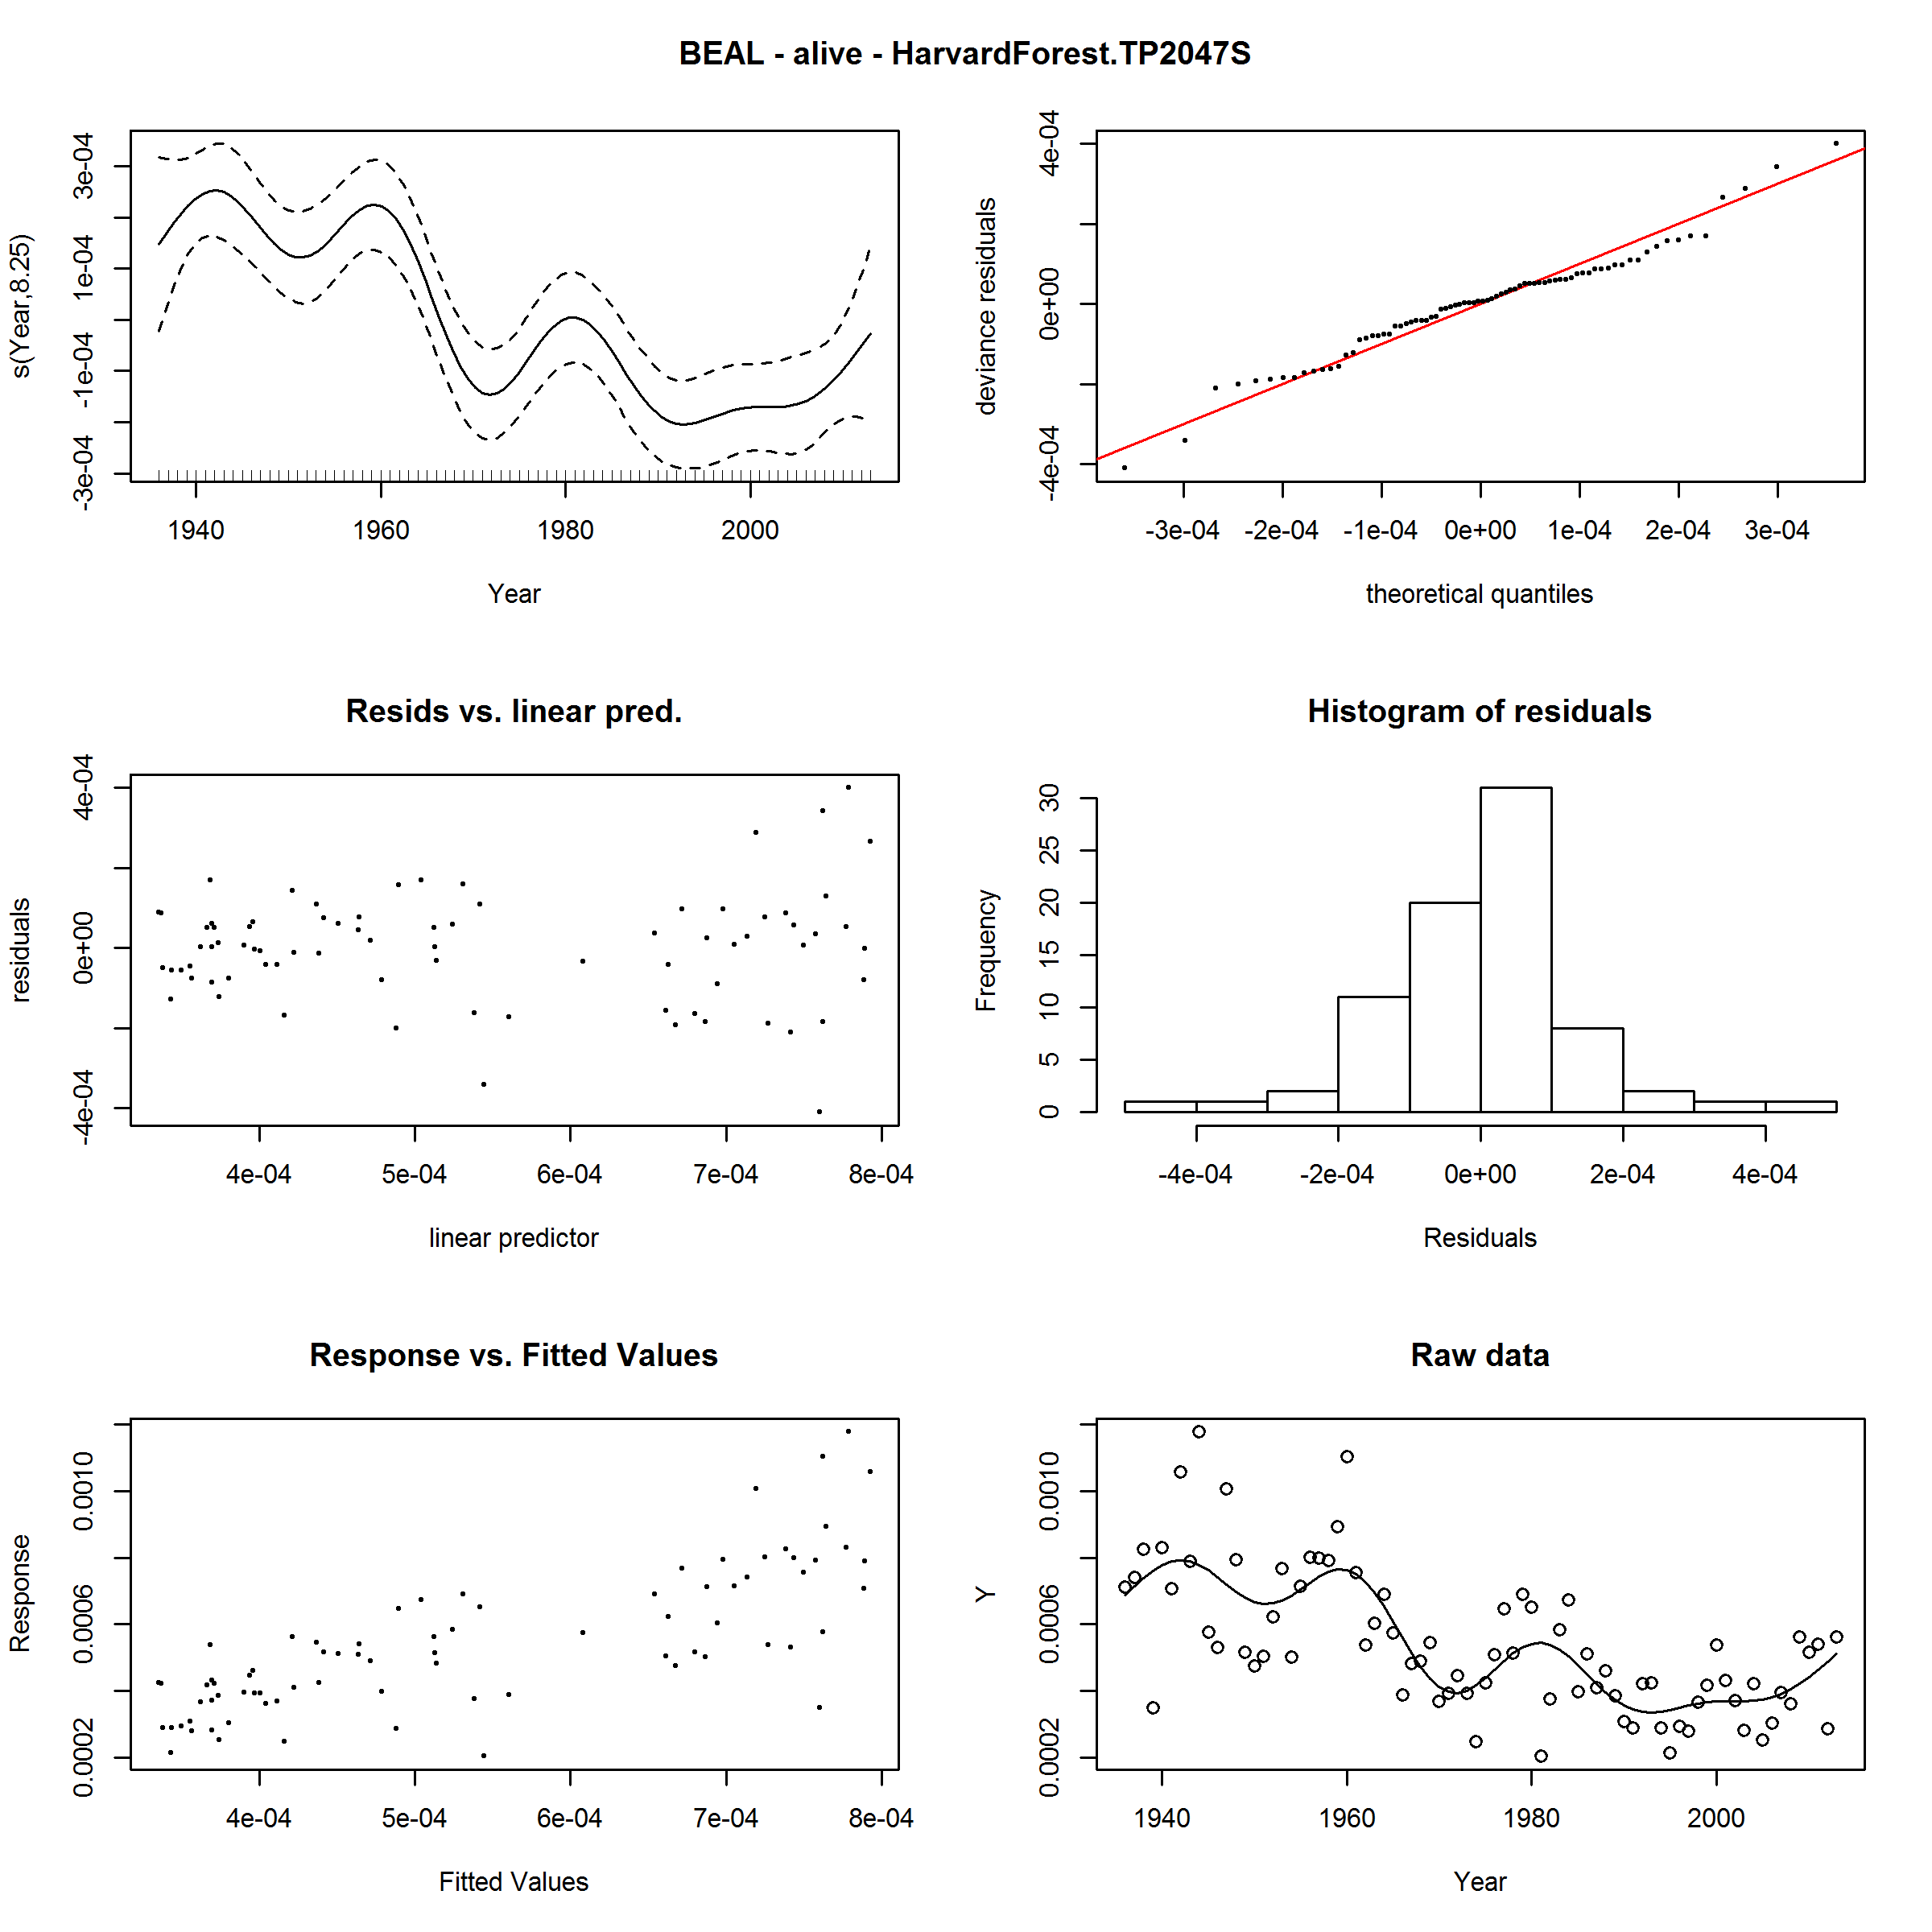 BEAL - alive - HarvardForest.TP2047S
s(Year,8.25)
3e-04
1e-04
-1e-04
-3e-04
1940 1960 1980 2000
Year
deviance residuals
4e-04
0e+00
-4e-04
-3e-04 -2e-04 -1e-04 0e+00 1e-04 2e-04 3e-04
theoretical quantiles
Resids vs. linear pred.
residuals
4e-04
0e+00
-4e-04
4e-04 5e-04 6e-04 7e-04 8e-04
linear predictor
Histogram of residuals
Frequency
30
25
20
15
10
5
0
-4e-04 -2e-04 0e+00 2e-04 4e-04
Residuals
Response vs. Fitted Values
Response
0.0010
0.0006
0.0002
4e-04 5e-04 6e-04 7e-04 8e-04
Fitted Values
Raw data
Y
0.0010
0.0006
0.0002
1940 1960 1980 2000
Year